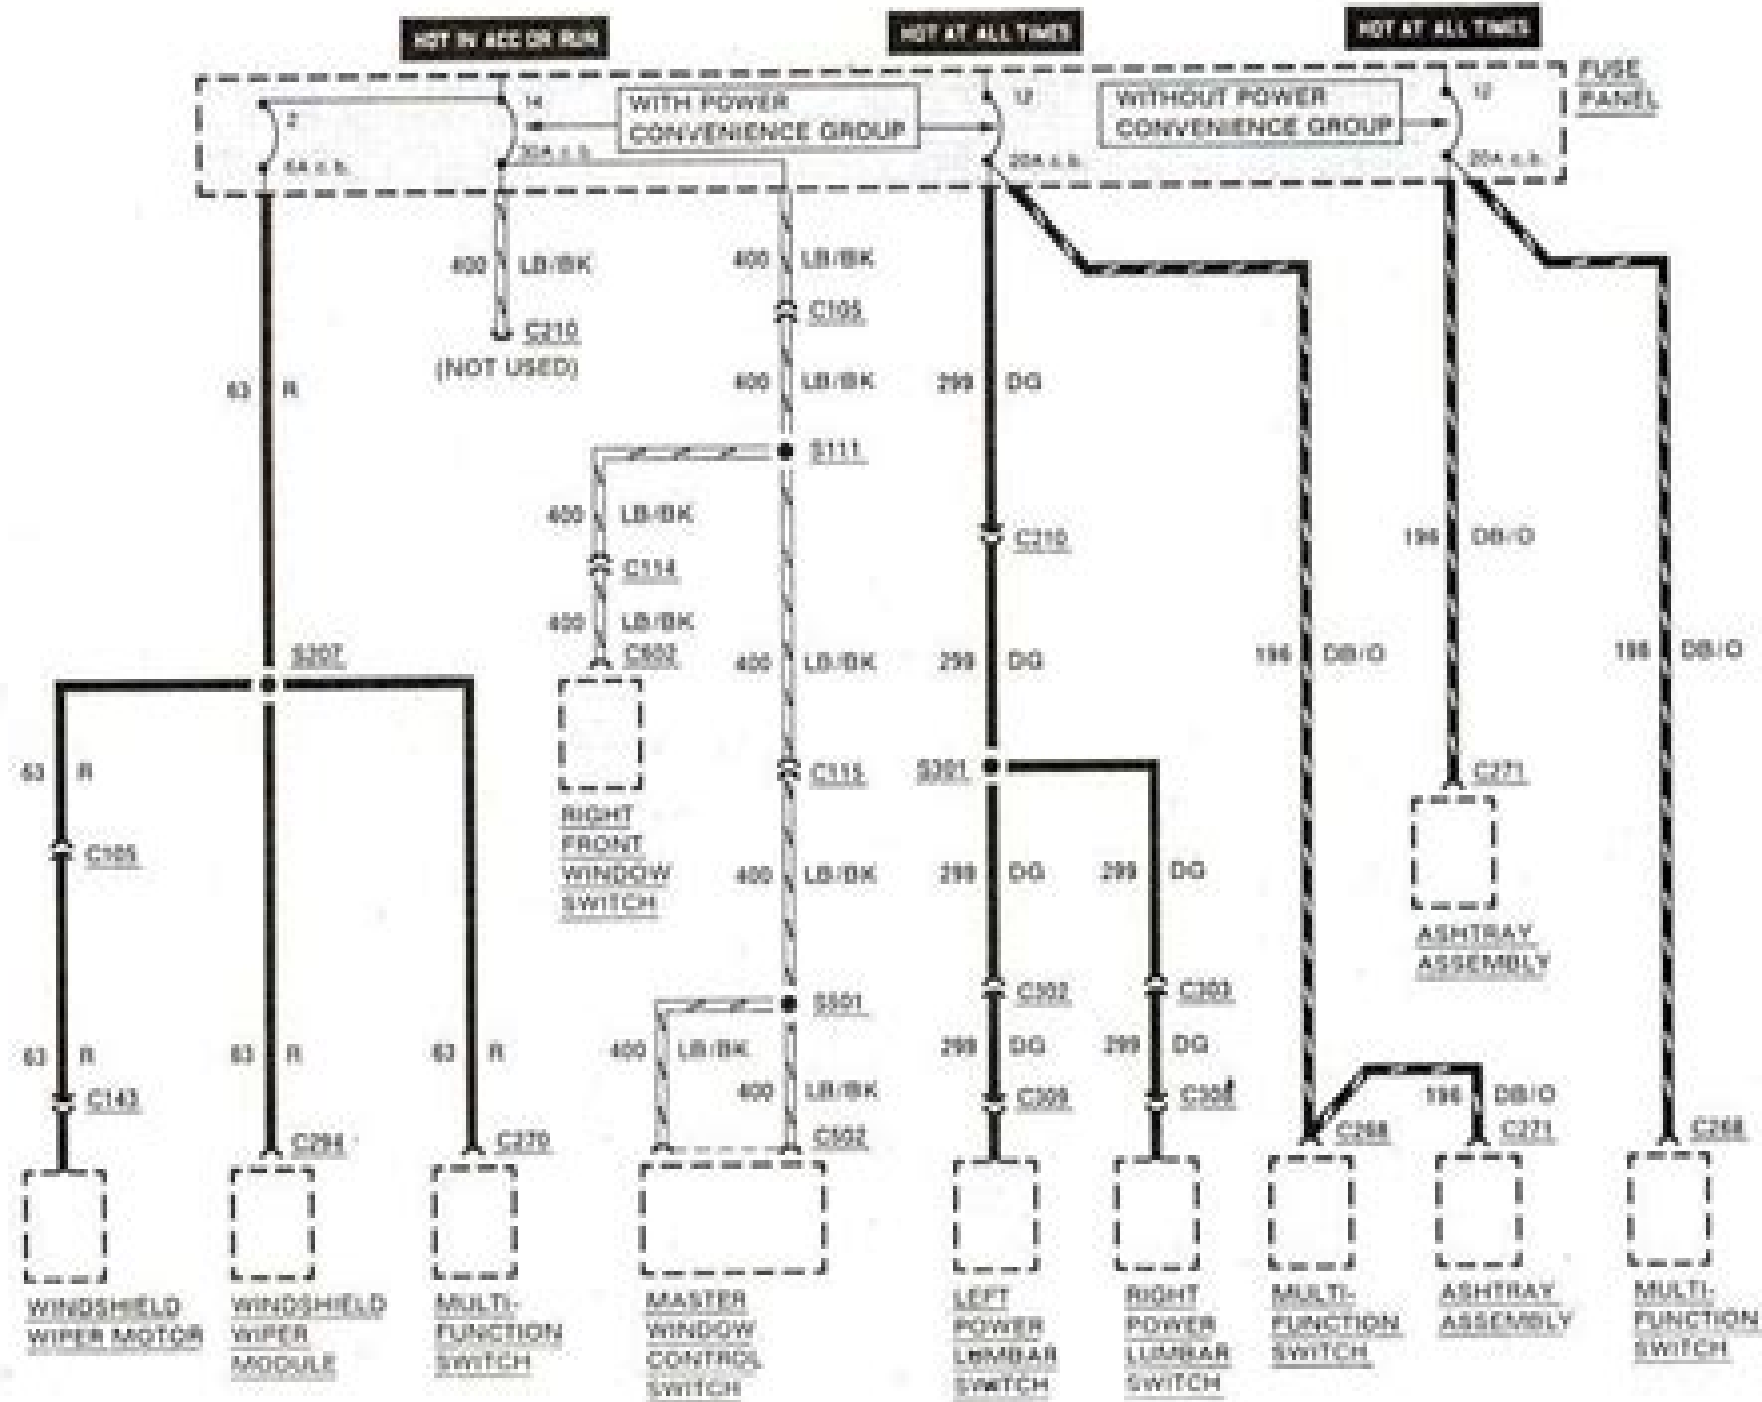 HOT IN ACC OR RUN
HOT AT ALL TIMES
HOT AT ALL TIMES
FUSE
PANEL
2
6A c.b.
14
30A c.b.
WITH POWER
CONVENIENCE GROUP
12
20A c.b.
WITHOUT POWER
CONVENIENCE GROUP
12
20A c.b.
400 LB/BK
C210
(NOT USED)
400 LB/BK
C105
63 R
400 LB/BK
299 DG
S111
400 LB/BK
C114
400 LB/BK
C602
C210
196 DB/O
S207
400 LB/BK
299 DG
196 DB/O
196 DB/O
63 R
C115
S301
C271
RIGHT
FRONT
WINDOW
SWITCH
C105
400 LB/BK
299 DG
299 DG
ASHTRAY
ASSEMBLY
S501
C302
C303
63 R
63 R
63 R
400 LB/BK
299 DG
299 DG
C143
400 LB/BK
C309
196 DB/O
C270
C502
C268
C271
C268
WINDSHIELD
WIPER MOTOR
WINDSHIELD
WIPER
MODULE
MULTI-
FUNCTION
SWITCH
MASTER
WINDOW
CONTROL
SWITCH
LEFT
POWER
LUMBAR
SWITCH
RIGHT
POWER
LUMBAR
SWITCH
MULTI-
FUNCTION
SWITCH
ASHTRAY
ASSEMBLY
MULTI-
FUNCTION
SWITCH